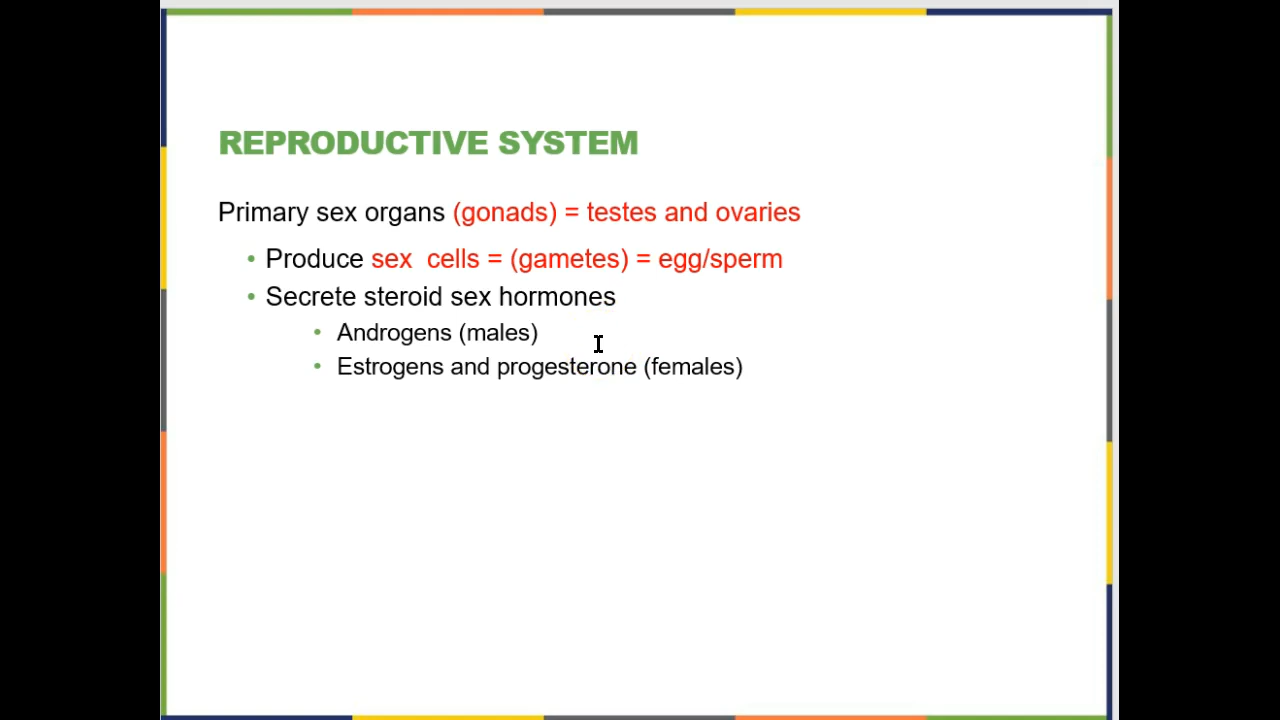 REPRODUCTIVE SYSTEM
Primary sex organs (gonads) = testes and ovaries
• Produce sex  cells = (gametes) = egg/sperm
• Secrete steroid sex hormones
• Androgens (males)
• Estrogens and progesterone (females)